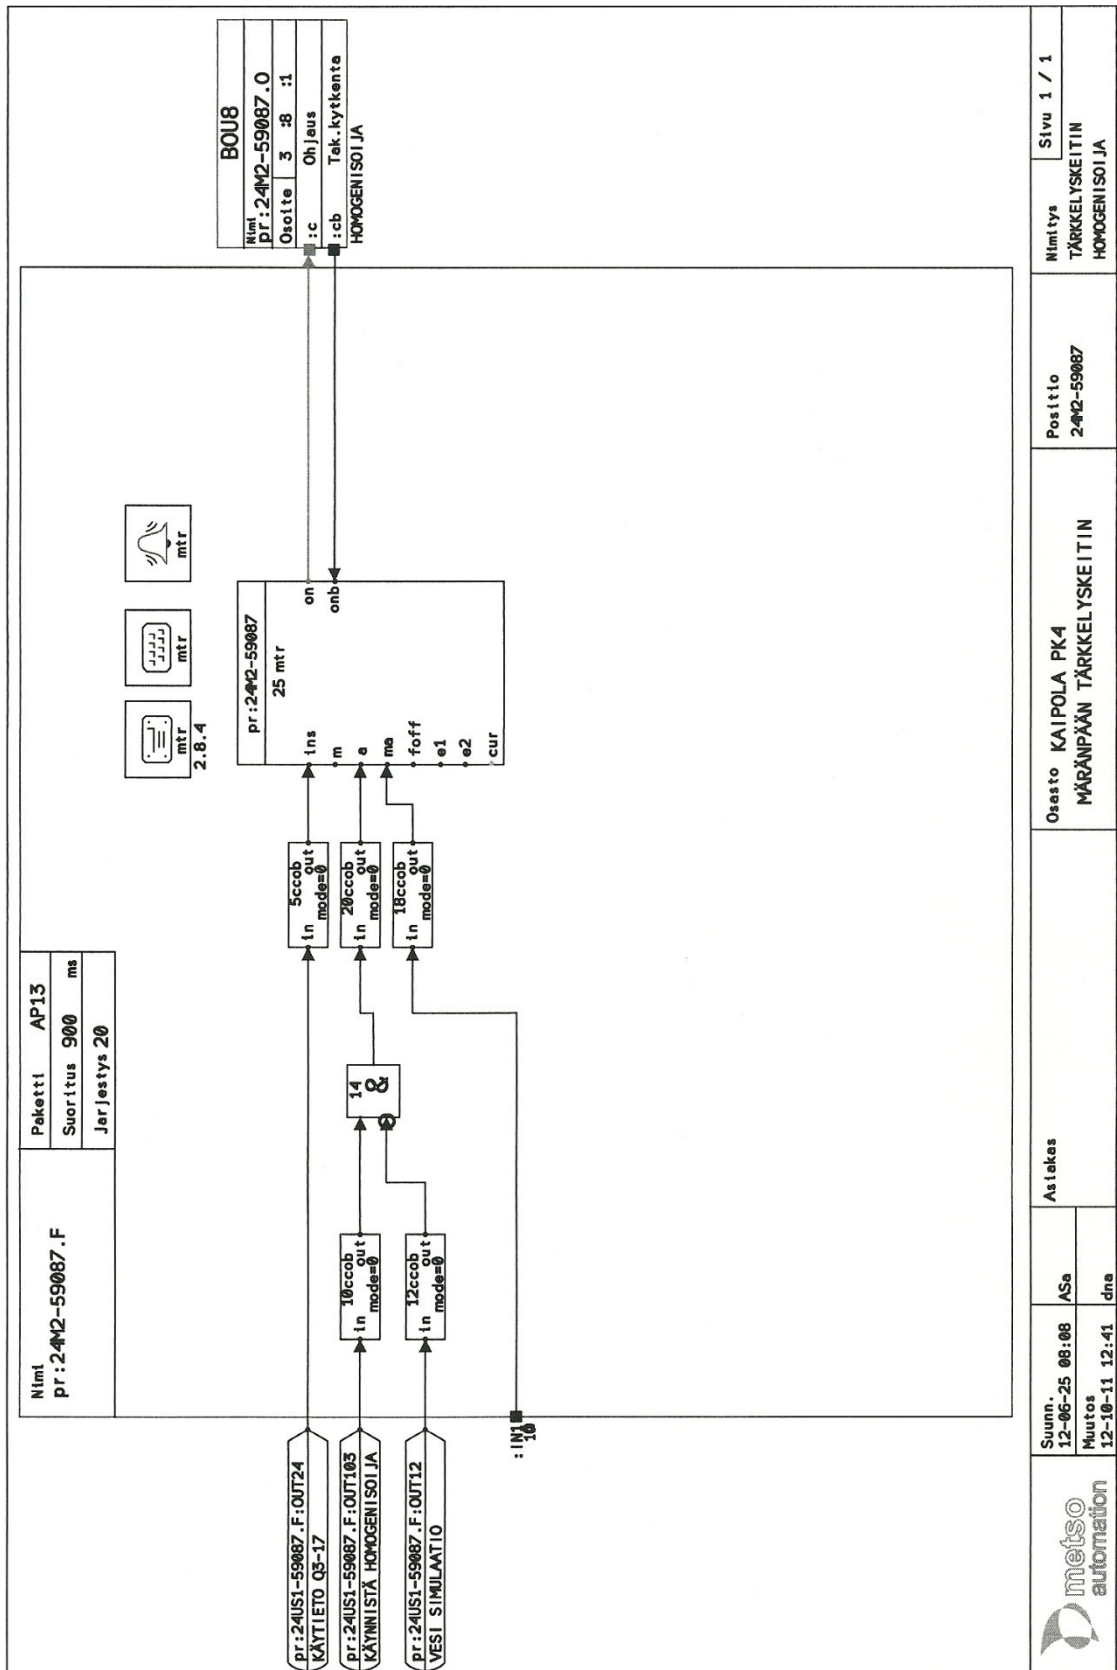 Nimi
pr:24M2-59087.F
Paketti AP13
Suoritus 900 ms
Jarjestys 20
mtr
2.8.4
mtr
mtr
pr:24US1-59087.F:OUT24
KÄYTIETO Q3-17
pr:24US1-59087.F:OUT103
KÄYNNISTÄ HOMOGENISOIJA
pr:24US1-59087.F:OUT12
VESI SIMULAATIO
:IN1
10
10ccob
in out
mode=0
12ccob
in out
mode=0
14
&
5ccob
in out
mode=0
20ccob
in out
mode=0
18ccob
in out
mode=0
pr:24M2-59087
25 mtr
ins
m
a
ma
foff
e1
e2
cur
on
onb
BOU8
Nimi
pr:24M2-59087.O
Osoite 3 :8 :1
:c Ohjaus
:cb Tak.kytkenta
HOMOGENISOIJA
metso
automation
Suunn.
12-06-25 08:08 ASa
Muutos
12-10-11 12:41 dna
Asiakas
Osasto KAIPOLA PK4
MÄRÄNPÄÄN TÄRKKELYSKEITIN
Positio
24M2-59087
Nimitys
TÄRKKELYSKEITIN
HOMOGENISOIJA
Sivu 1 / 1